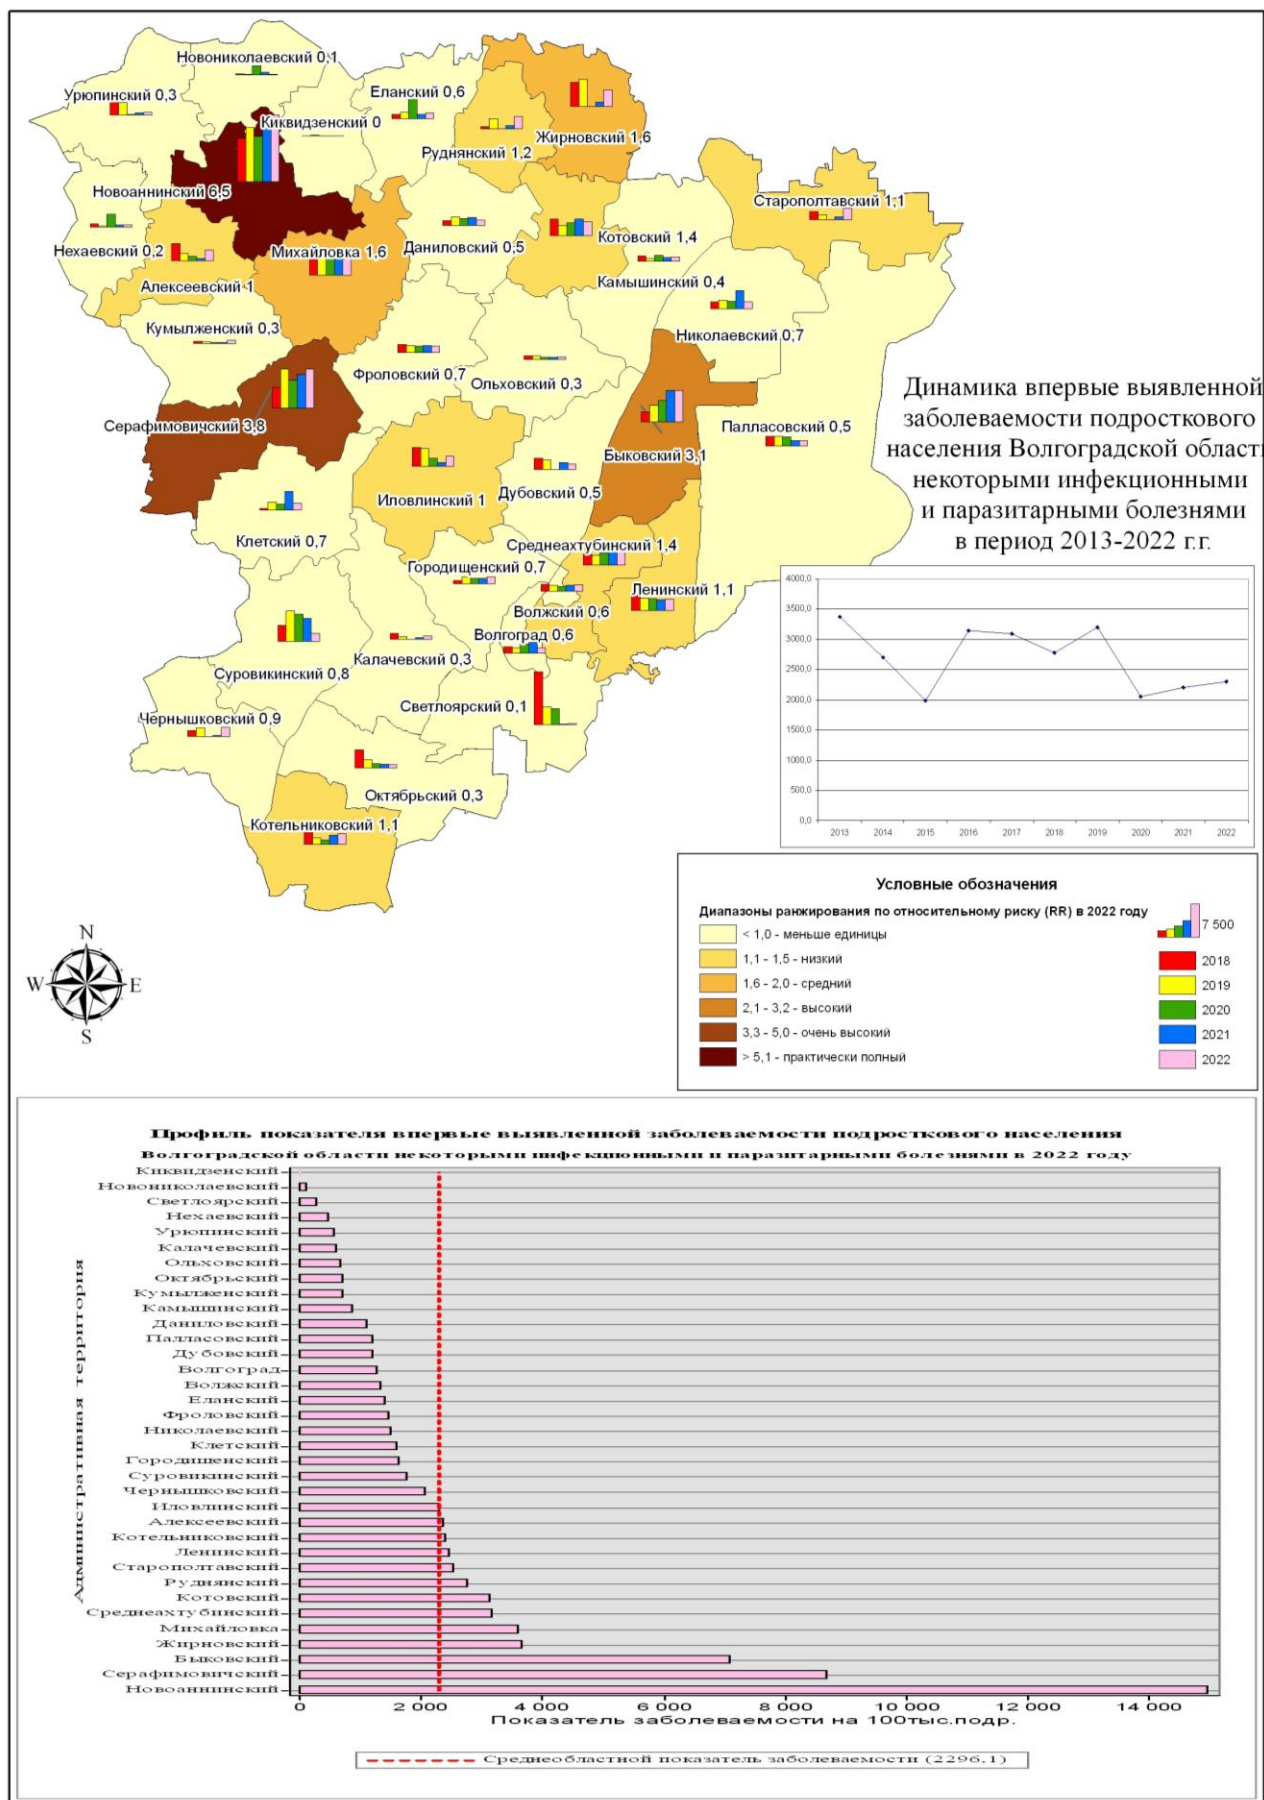 Новониколаевский 0,1
Урюпинский 0,3
Еланский 0,6
Киквидзенский 0
Руднянский 1,2
Жирновский 1,6
Новоаннинский 6,5
Старополтавский 1,1
Нехаевский 0,2
Михайловка 1,6
Даниловский 0,5
Котовский 1,4
Алексеевский 1
Камышинский 0,4
Кумылженский 0,3
Николаевский 0,7
Фроловский 0,7
Ольховский 0,3
Серафимовичский 3,8
Палласовский 0,5
Быковский 3,1
Иловлинский 1
Дубовский 0,5
Клетский 0,7
Среднеахтубинский 1,4
Городищенский 0,7
Ленинский 1,1
Волжский 0,6
Волгоград 0,6
Калачевский 0,3
Суровикинский 0,8
Светлоярский 0,1
Чернышковский 0,9
Октябрьский 0,3
Котельниковский 1,1
Динамика впервые выявленной
заболеваемости подросткового
населения Волгоградской области
некоторыми инфекционными
и паразитарными болезнями
в период 2013-2022 г.г.
4000,0
3500,0
3000,0
2500,0
2000,0
1500,0
1000,0
500,0
0,0
2013 2014 2015 2016 2017 2018 2019 2020 2021 2022
Условные обозначения
Диапазоны ранжирования по относительному риску (RR) в 2022 году
< 1,0 - меньше единицы
1,1 - 1,5 – низкий
1,6 - 2,0 – средний
2,1 - 3,2 – высокий
3,3 - 5,0 – очень высокий
> 5,1 - практически полный
7 500
2018
2019
2020
2021
2022
N
W E
S
Профиль показателя впервые выявленной заболеваемости подросткового населения
Волгоградской области некоторыми инфекционными и паразитарными болезнями в 2022 году
Административная территория
Киквидзенский
Новониколаевский
Светлоярский
Нехаевский
Урюпинский
Калачевский
Ольховский
Октябрьский
Кумылженский
Камышинский
Даниловский
Палласовский
Дубовский
Волгоград
Волжский
Еланский
Фроловский
Николаевский
Клетский
Городищенский
Суровикинский
Чернышковский
Иловлинский
Алексеевский
Котельниковский
Ленинский
Старополтавский
Руднянский
Котовский
Среднеахтубинский
Михайловка
Жирновский
Быковский
Серафимовичский
Новоаннинский
0 2 000 4 000 6 000 8 000 10 000 12 000 14 000
Показатель заболеваемости на 100тыс.подр.
Среднеобластной показатель заболеваемости (2296,1)